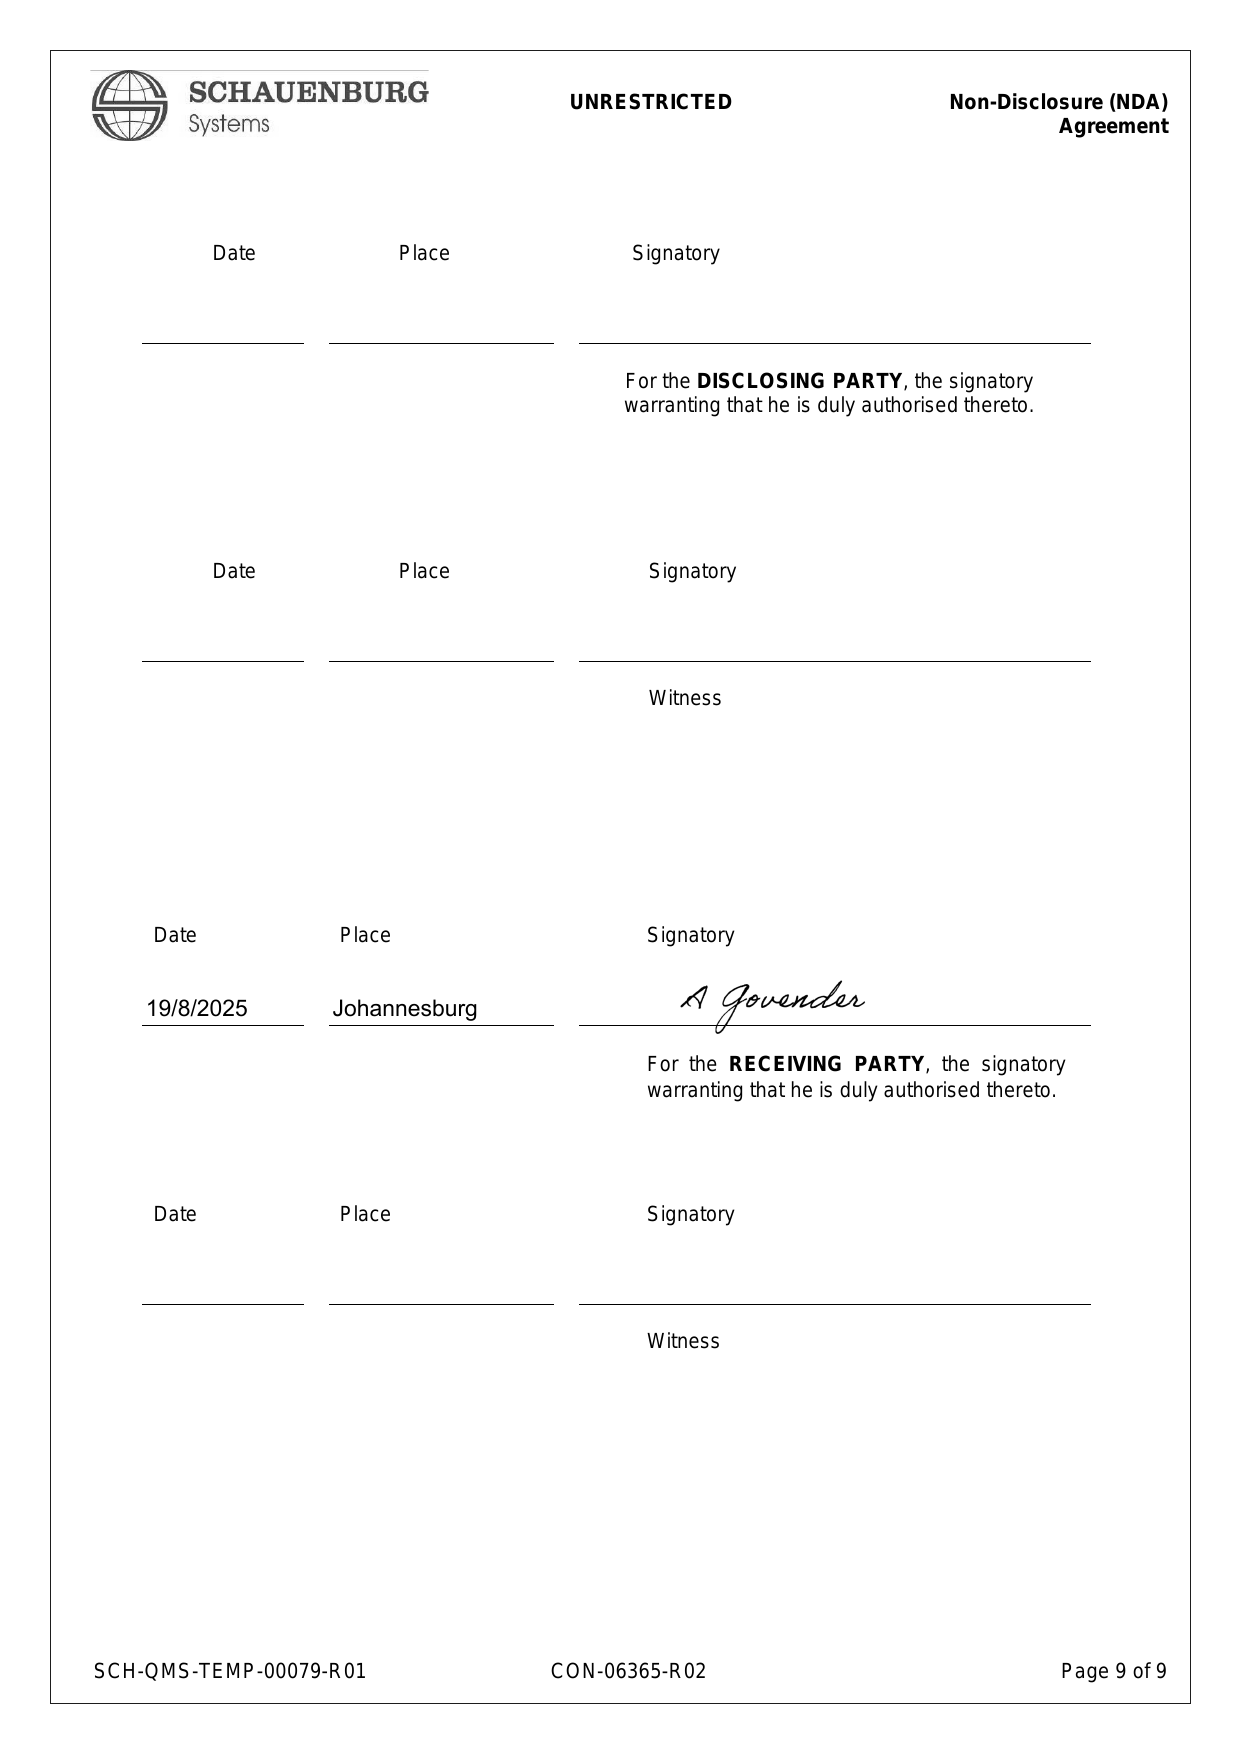 SCHAUENBURG
Systems
UNRESTRICTED
Non-Disclosure (NDA)
Agreement
Date Place Signatory
For the DISCLOSING PARTY, the signatory
warranting that he is duly authorised thereto.
Date Place Signatory
Witness
Date Place Signatory
19/8/2025 Johannesburg A Govender
For the RECEIVING PARTY, the signatory
warranting that he is duly authorised thereto.
Date Place Signatory
Witness
SCH-QMS-TEMP-00079-R01 CON-06365-R02 Page 9 of 9